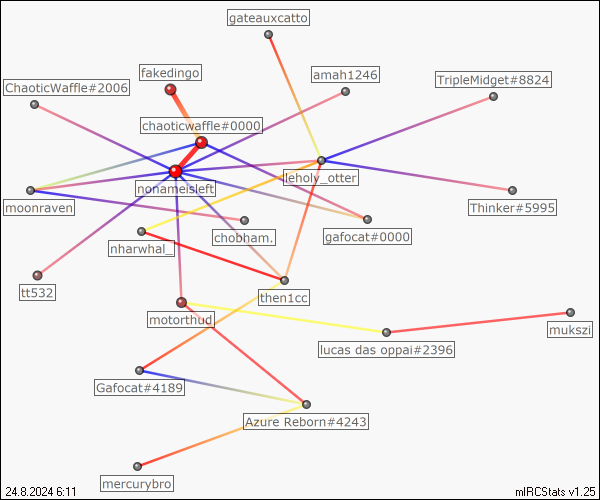 gateauxcatto
fakedingo
amah1246
ChaoticWaffle#2006
TripleMidget#8824
chaoticwaffle#0000
leholy_otter
nonamesleft
moonraven
Thinker#5995
chobham.
gafocat#0000
nharwhal_
tt532
then1cc
motorthud
mukszi
lucas das oppai#2396
Gafocat#4189
Azure Reborn#4243
mercurybro
24.8.2024 6:11
mIRCStats v1.25